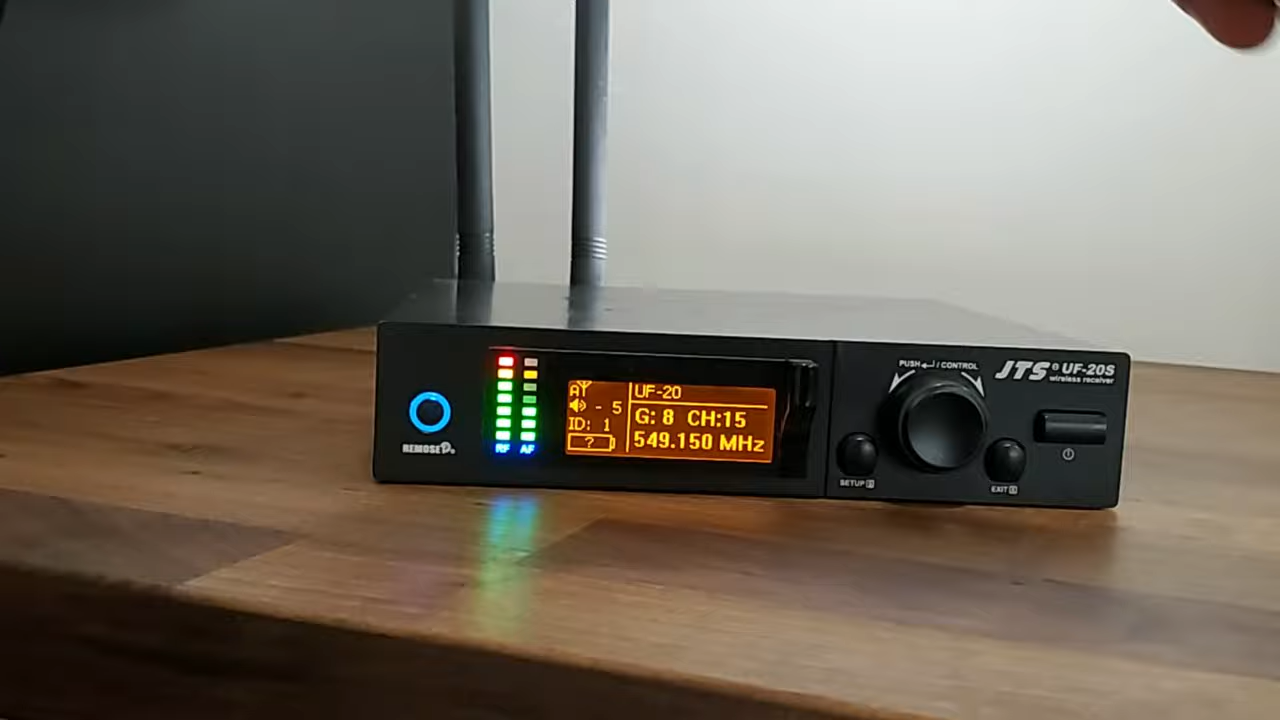 REMOSET
RF AF
A
- 5
ID: 1
?
UF-20
G: 8 CH:15
549.150 MHz
PUSH / CONTROL
SETUP
EXIT
JTS® UF-20S
wireless receiver